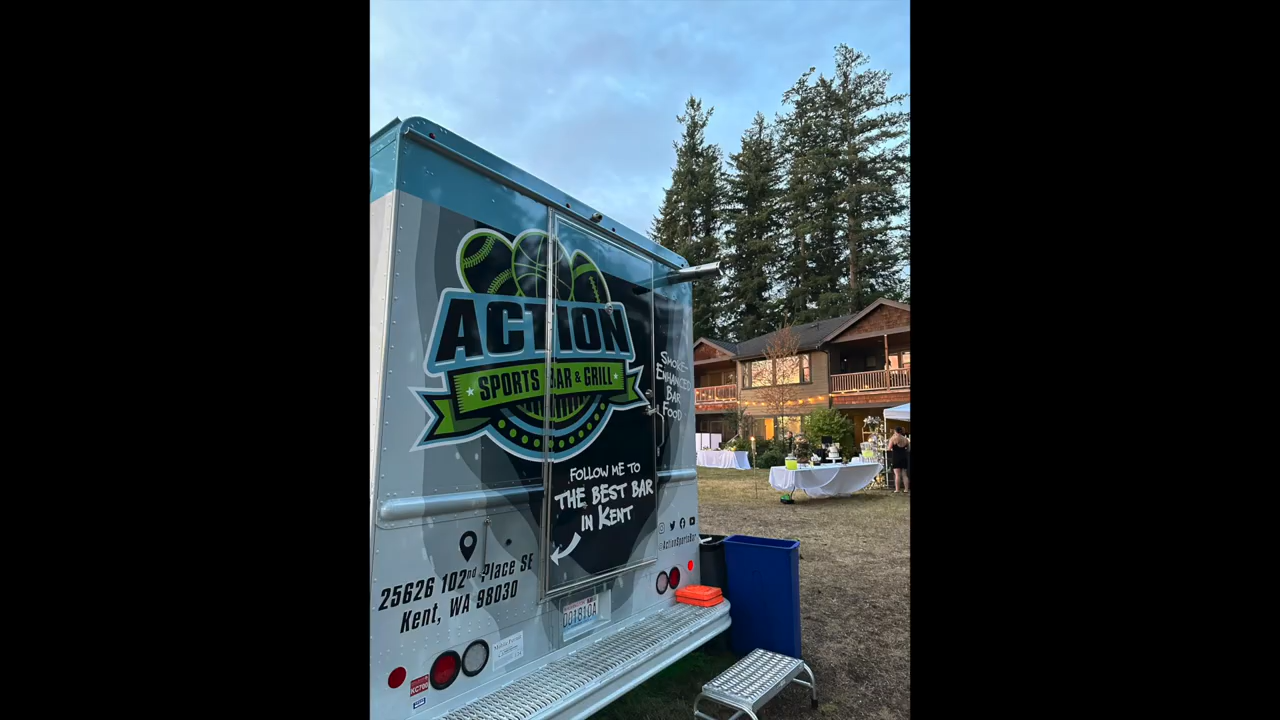 ACTION
SPORTS BAR & GRILL
SMOKE
ENHANCED
BAR
FOOD
FOLLOW ME TO
THE BEST BAR
IN KENT
@ActionSportsBar
25626 102nd Place SE
Kent, WA 98030
D01810A